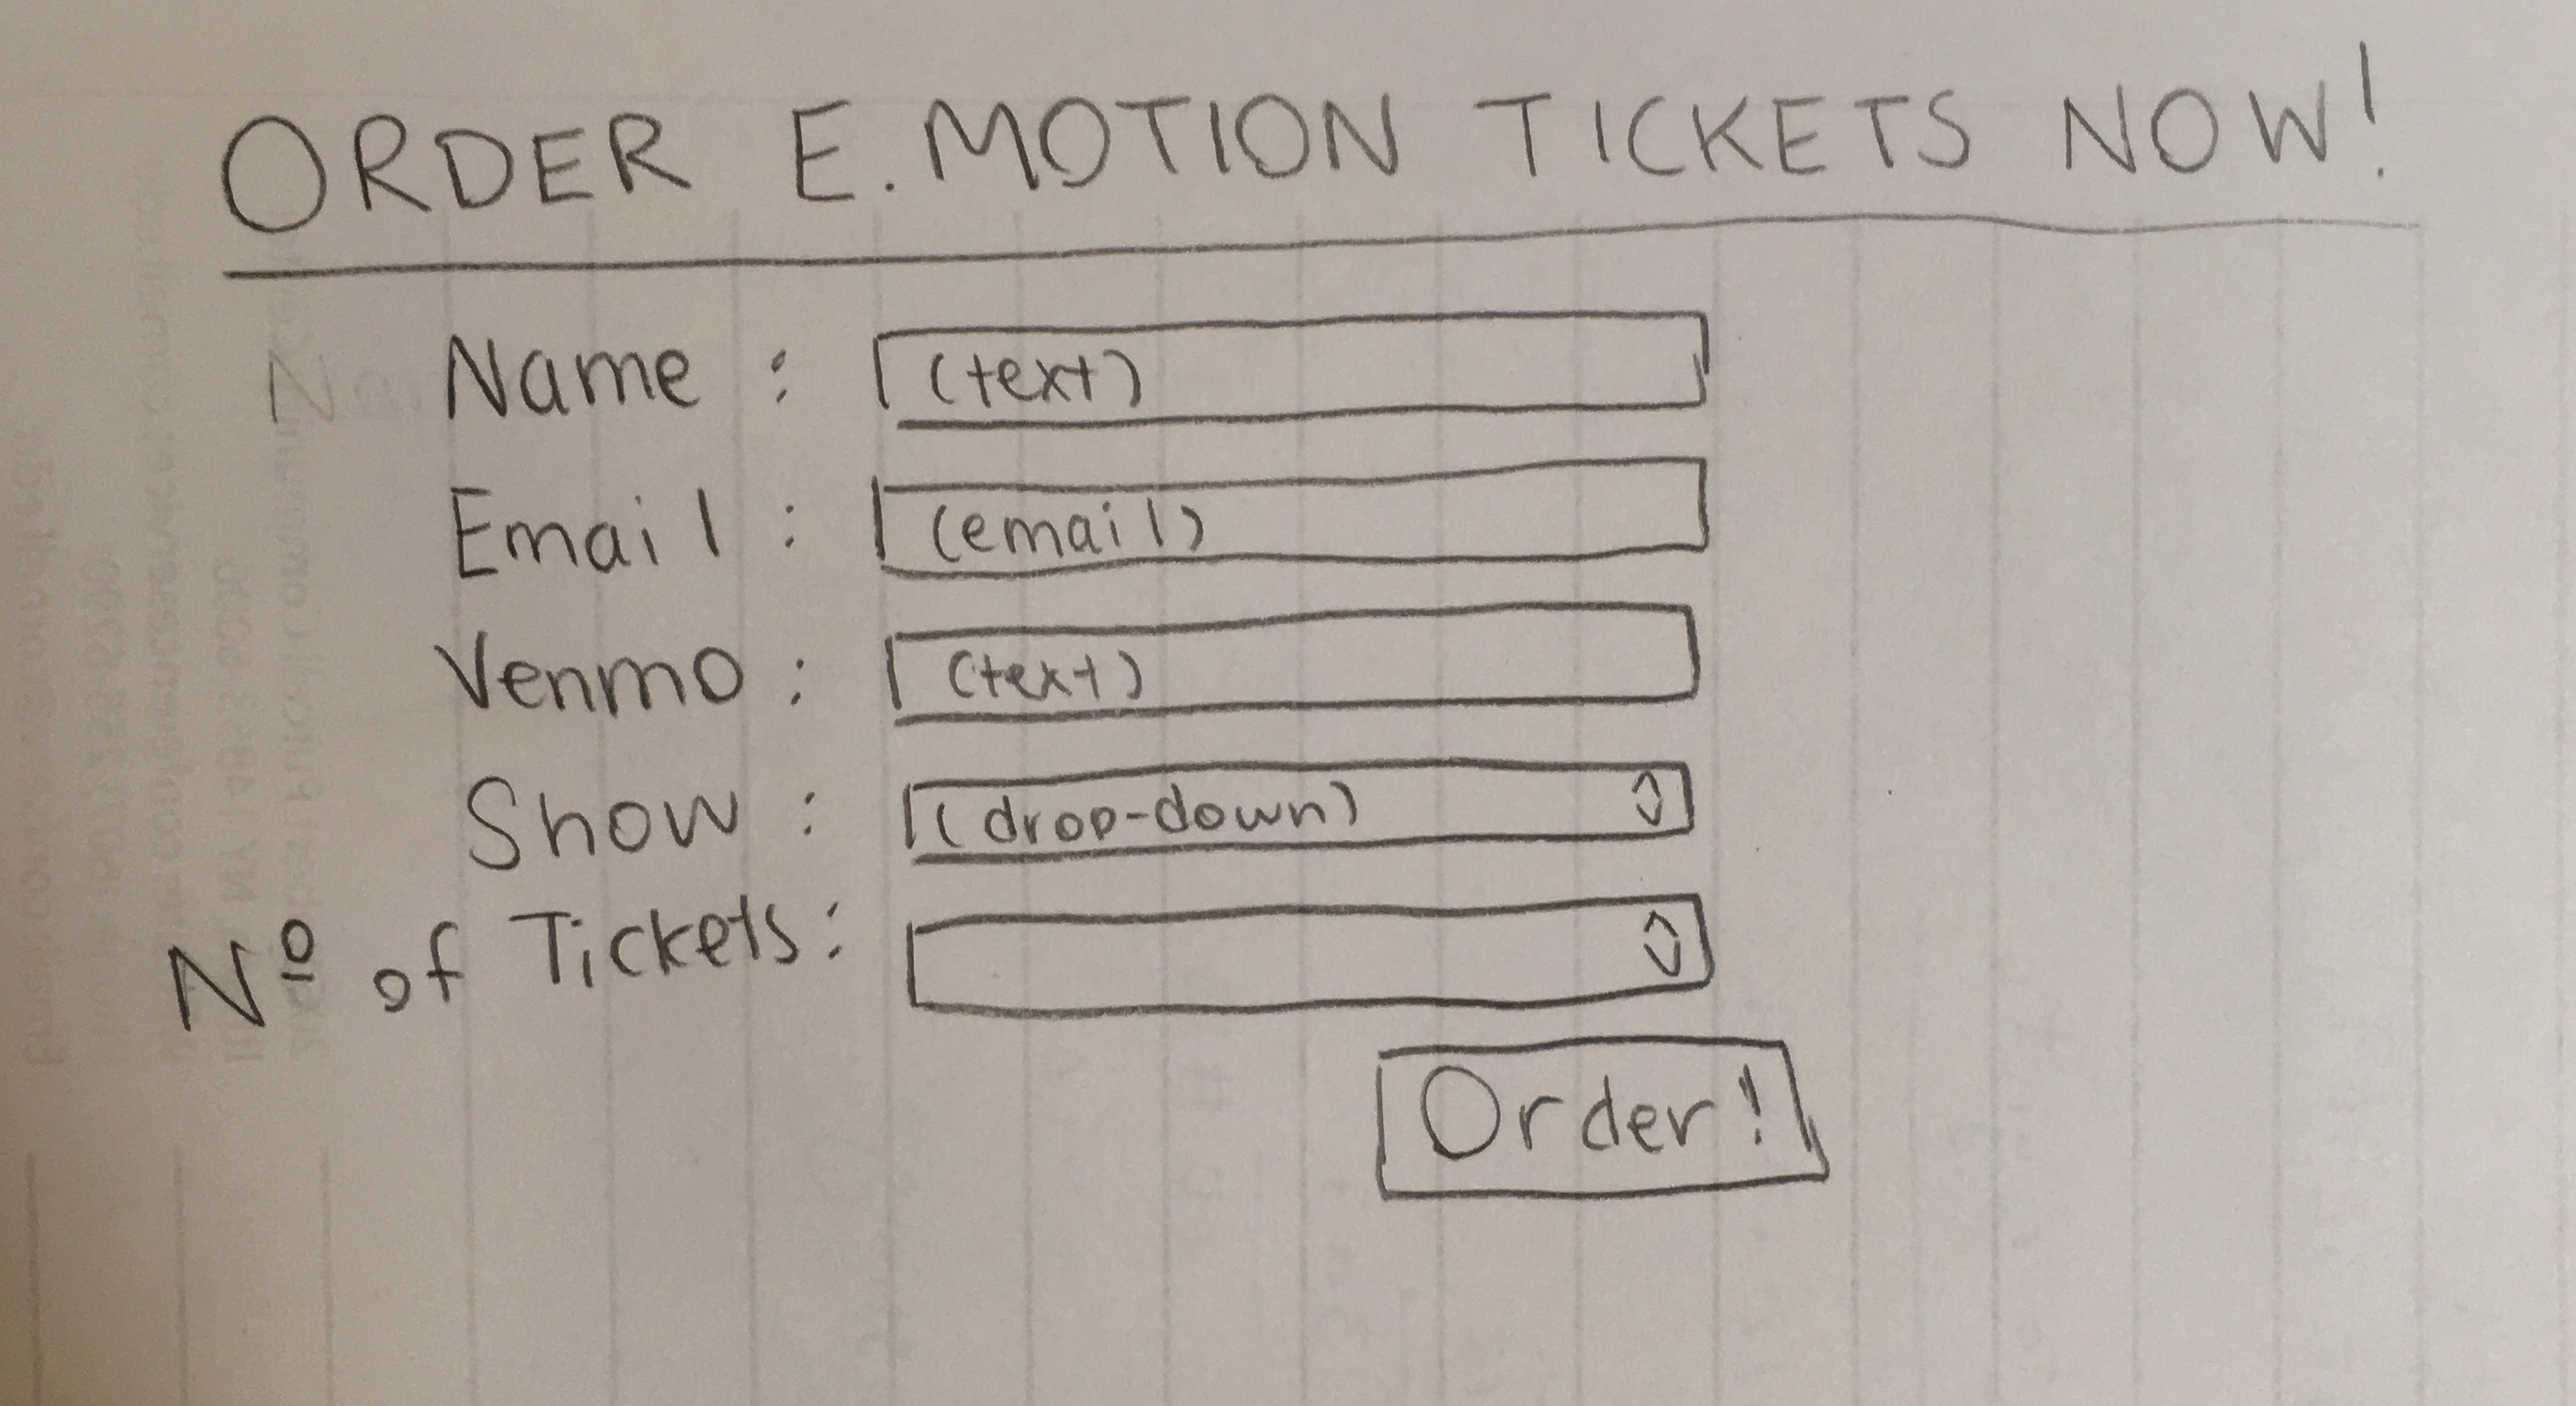 ORDER E.MOTION TICKETS NOW!
Name : (text)
Email : (email)
Venmo : (text)
Show : (drop-down)
Nº of Tickets:
Order!